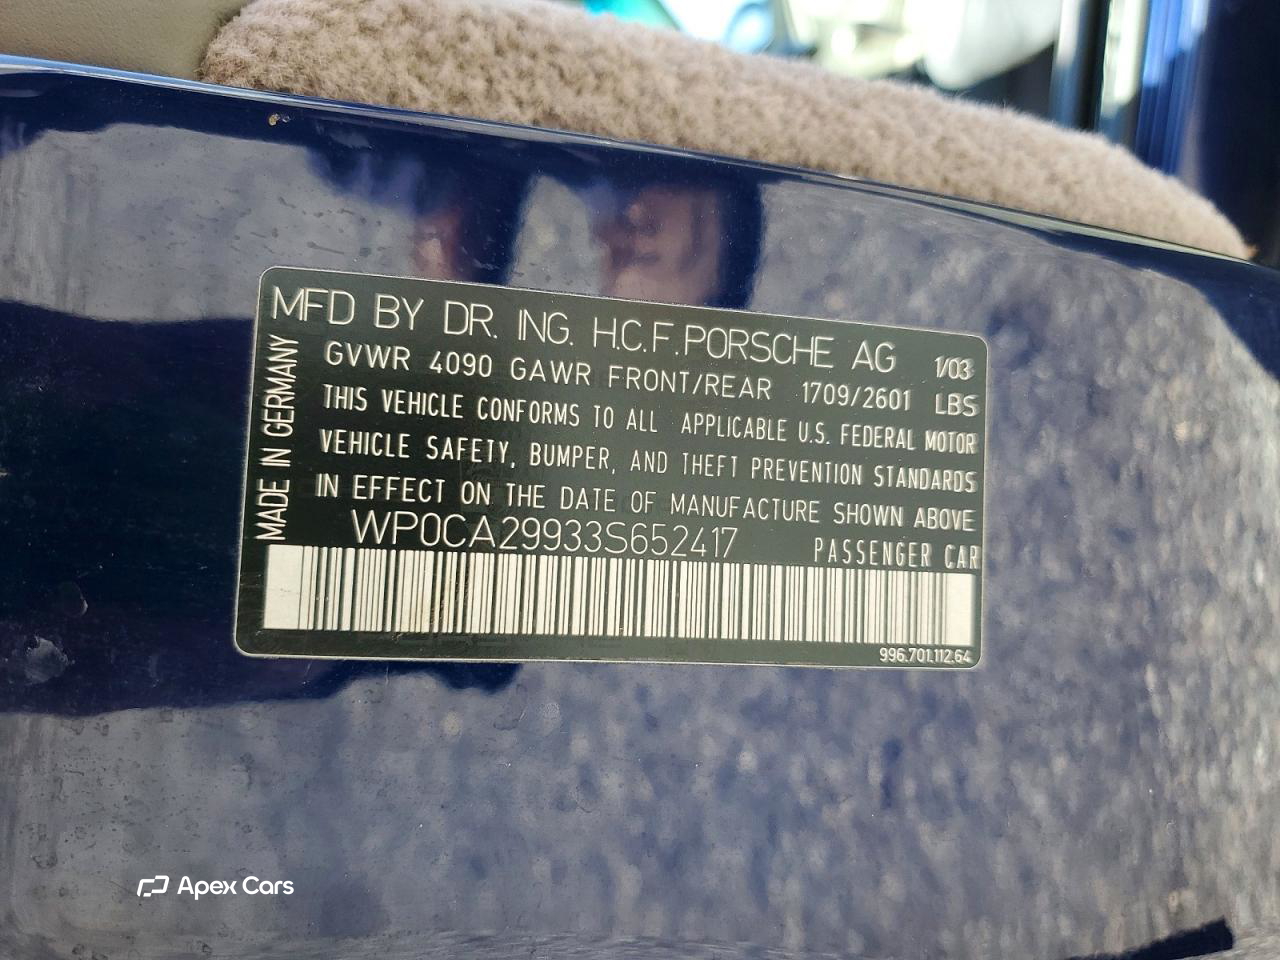 MFD BY DR. ING. H.C.F. PORSCHE AG 1/03
GVWR 4090 GAWR FRONT/REAR 1709/2601 LBS
THIS VEHICLE CONFORMS TO ALL APPLICABLE U.S. FEDERAL MOTOR
VEHICLE SAFETY, BUMPER, AND THEFT PREVENTION STANDARDS
IN EFFECT ON THE DATE OF MANUFACTURE SHOWN ABOVE
WP0CA29933S652417 PASSENGER CAR
996.701.112.64
MADE IN GERMANY
Apex Cars